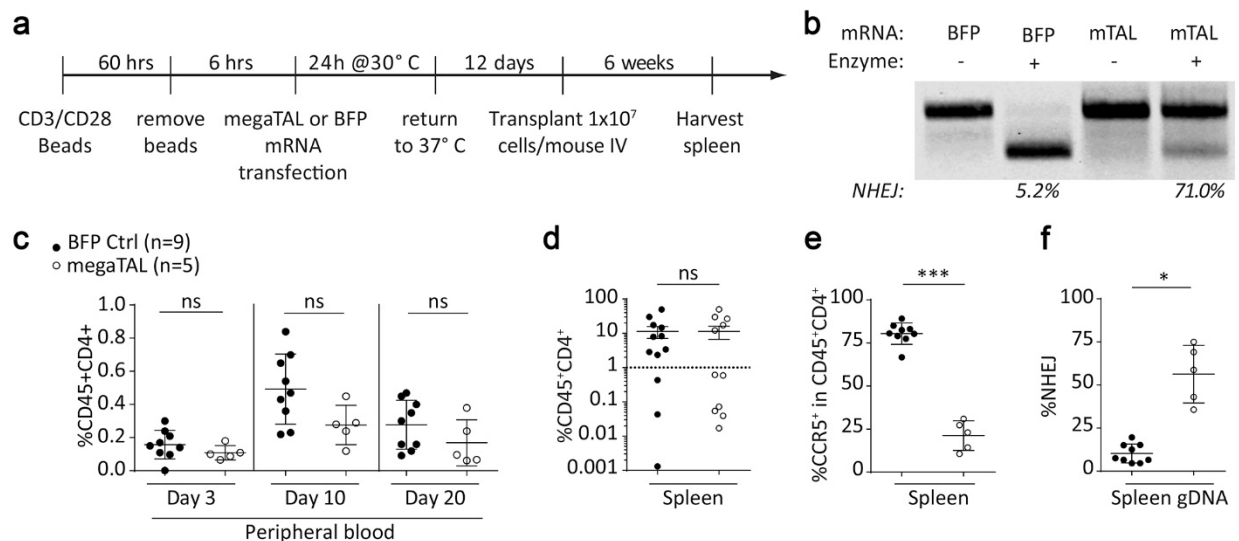 a
60 hrs 6 hrs 24h @30° C 12 days 6 weeks
CD3/CD28 Beads
remove beads
megaTAL or BFP mRNA transfection
return to 37° C
Transplant 1x10⁷ cells/mouse IV
Harvest spleen
b
mRNA: BFP BFP mTAL mTAL
Enzyme: - + - +
NHEJ: 5.2% 71.0%
c
● BFP Ctrl (n=9)
○ megaTAL (n=5)
ns ns ns
%CD45+CD4+
1.0
0.8
0.6
0.4
0.2
0.0
Day 3 Day 10 Day 20
Peripheral blood
d
ns
%CD45⁺CD4⁺
100
10
1
0.1
0.01
0.001
Spleen
e
***
%CCR5⁺ in CD45⁺CD4⁺
100
75
50
25
0
Spleen
f
*
%NHEJ
100
75
50
25
0
Spleen gDNA